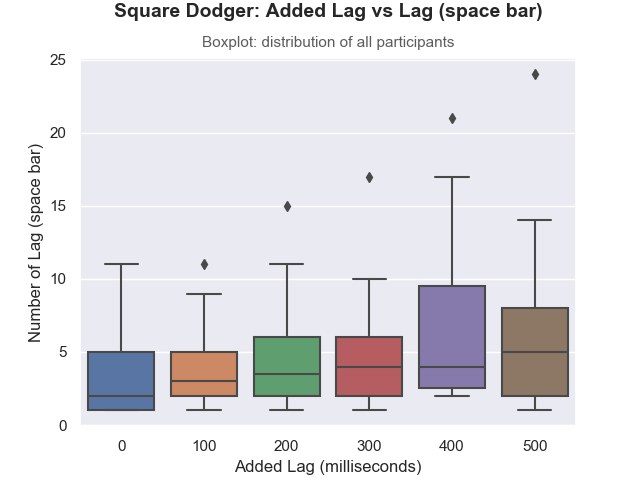 Square Dodger: Added Lag vs Lag (space bar)
Boxplot: distribution of all participants
Number of Lag (space bar)
25
20
15
10
5
0
0 100 200 300 400 500
Added Lag (milliseconds)